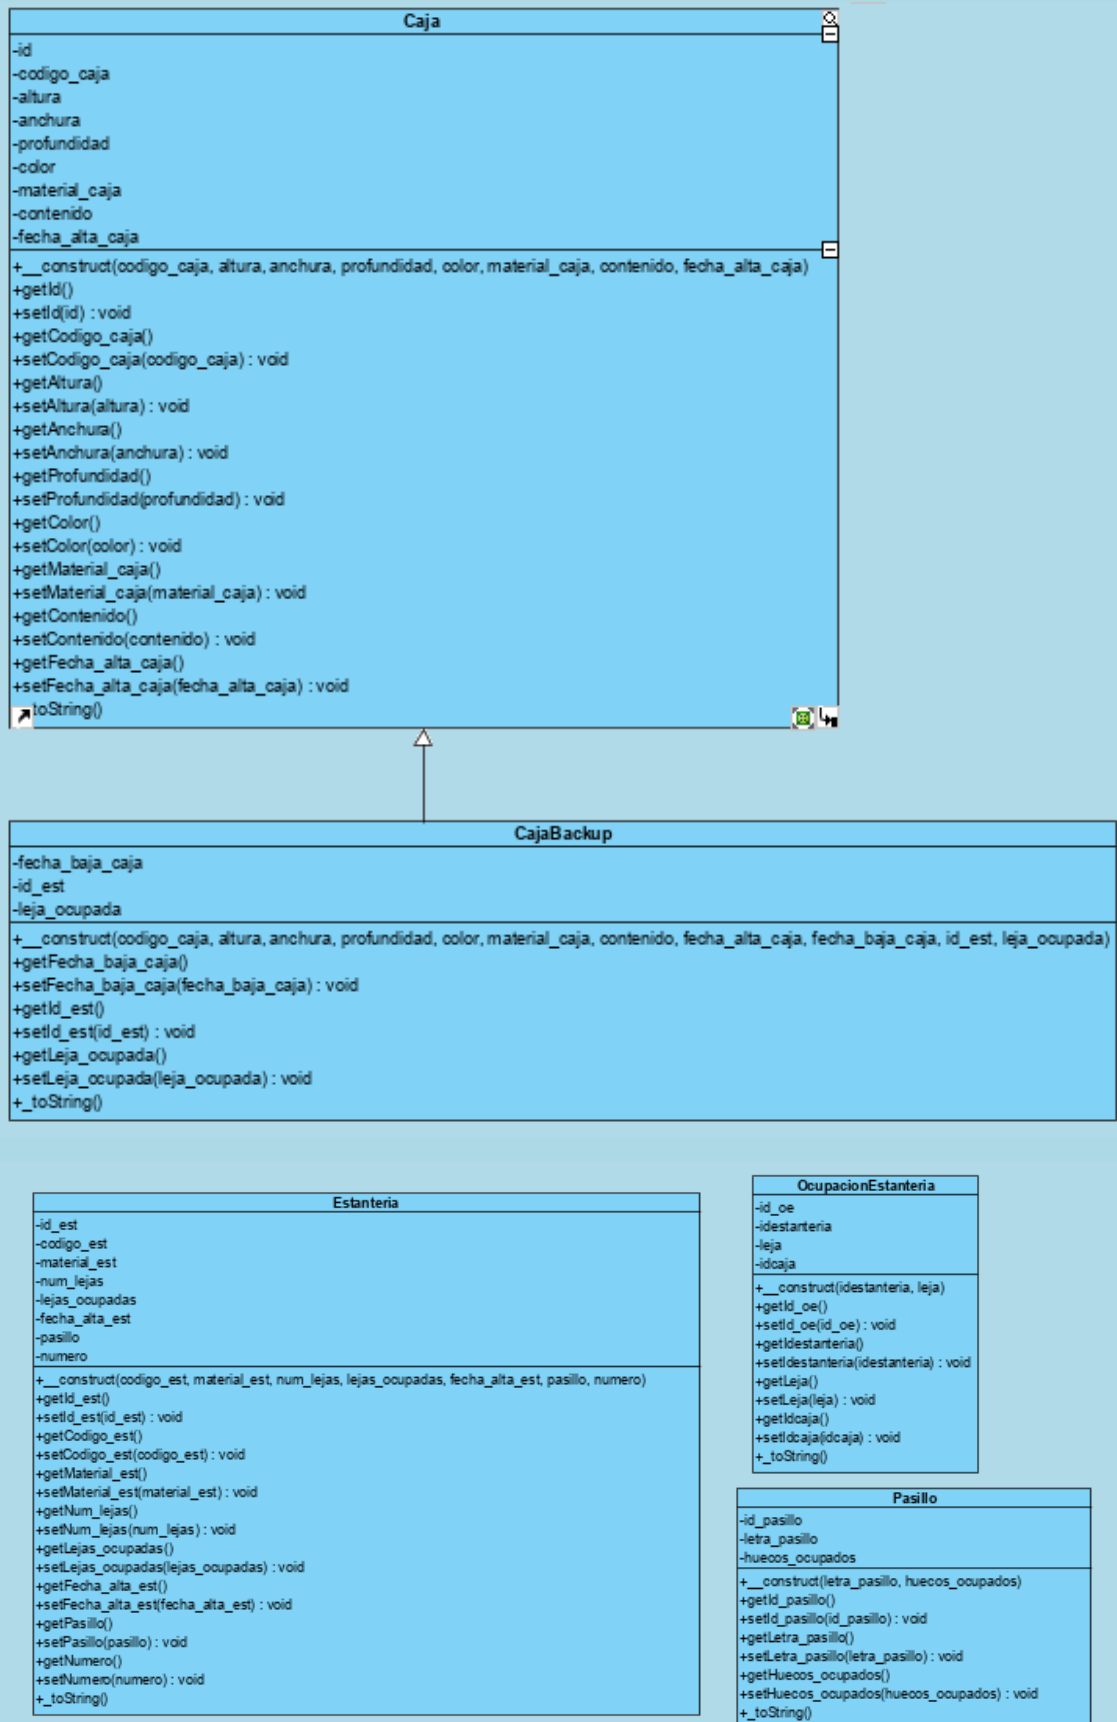 Caja
-id
-codigo_caja
-altura
-anchura
-profundidad
-color
-material_caja
-contenido
-fecha_alta_caja
+__construct(codigo_caja, altura, anchura, profundidad, color, material_caja, contenido, fecha_alta_caja)
+getId()
+setId(id) : void
+getCodigo_caja()
+setCodigo_caja(codigo_caja) : void
+getAltura()
+setAltura(altura) : void
+getAnchura()
+setAnchura(anchura) : void
+getProfundidad()
+setProfundidad(profundidad) : void
+getColor()
+setColor(color) : void
+getMaterial_caja()
+setMaterial_caja(material_caja) : void
+getContenido()
+setContenido(contenido) : void
+getFecha_alta_caja()
+setFecha_alta_caja(fecha_alta_caja) : void
toString()
CajaBackup
-fecha_baja_caja
-id_est
-leja_ocupada
+__construct(codigo_caja, altura, anchura, profundidad, color, material_caja, contenido, fecha_alta_caja, fecha_baja_caja, id_est, leja_ocupada)
+getFecha_baja_caja()
+setFecha_baja_caja(fecha_baja_caja) : void
+getId_est()
+setId_est(id_est) : void
+getLeja_ocupada()
+setLeja_ocupada(leja_ocupada) : void
+_toString()
Estanteria
-id_est
-codigo_est
-material_est
-num_lejas
-lejas_ocupadas
-fecha_alta_est
-pasillo
-numero
+__construct(codigo_est, material_est, num_lejas, lejas_ocupadas, fecha_alta_est, pasillo, numero)
+getId_est()
+setId_est(id_est) : void
+getCodigo_est()
+setCodigo_est(codigo_est) : void
+getMaterial_est()
+setMaterial_est(material_est) : void
+getNum_lejas()
+setNum_lejas(num_lejas) : void
+getLejas_ocupadas()
+setLejas_ocupadas(lejas_ocupadas) : void
+getFecha_alta_est()
+setFecha_alta_est(fecha_alta_est) : void
+getPasillo()
+setPasillo(pasillo) : void
+getNumero()
+setNumero(numero) : void
+_toString()
OcupacionEstanteria
-id_oe
-idestanteria
-leja
-idcaja
+__construct(idestanteria, leja)
+getId_oe()
+setId_oe(id_oe) : void
+getIdestanteria()
+setIdestanteria(idestanteria) : void
+getLeja()
+setLeja(leja) : void
+getIdcaja()
+setIdcaja(idcaja) : void
+_toString()
Pasillo
-id_pasillo
-letra_pasillo
-huecos_ocupados
+__construct(letra_pasillo, huecos_ocupados)
+getId_pasillo()
+setId_pasillo(id_pasillo) : void
+getLetra_pasillo()
+setLetra_pasillo(letra_pasillo) : void
+getHuecos_ocupados()
+setHuecos_ocupados(huecos_ocupados) : void
+_toString()